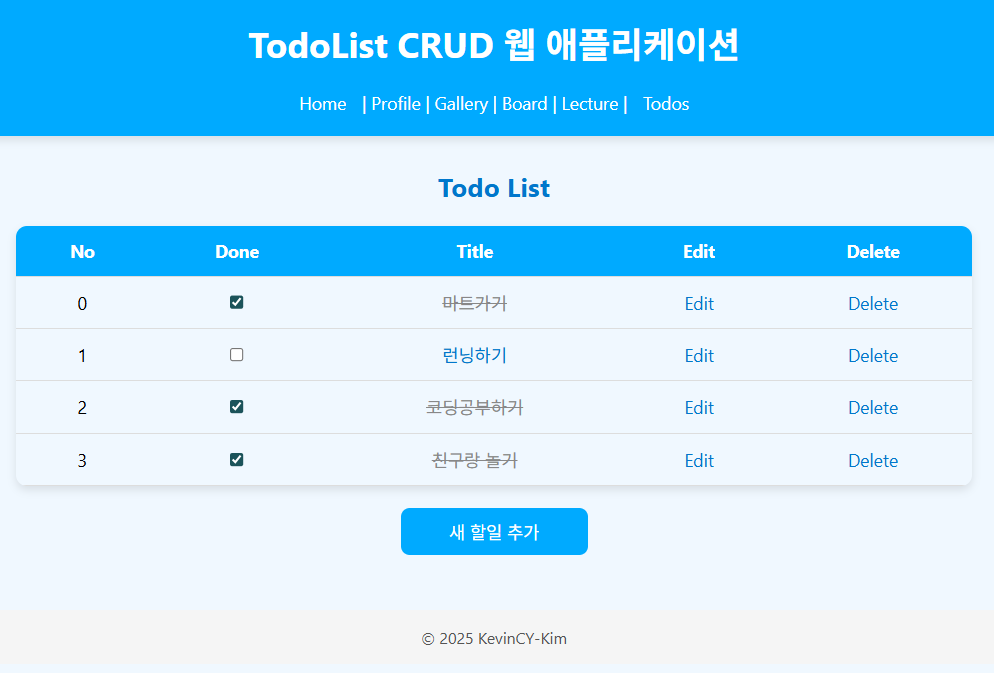 TodoList CRUD 웹 애플리케이션
Home | Profile | Gallery | Board | Lecture | Todos
Todo List
No Done Title Edit Delete
0 마트가기 Edit Delete
1 런닝하기 Edit Delete
2 코딩공부하기 Edit Delete
3 친구랑 놀기 Edit Delete
새 할일 추가
© 2025 KevinCY-Kim